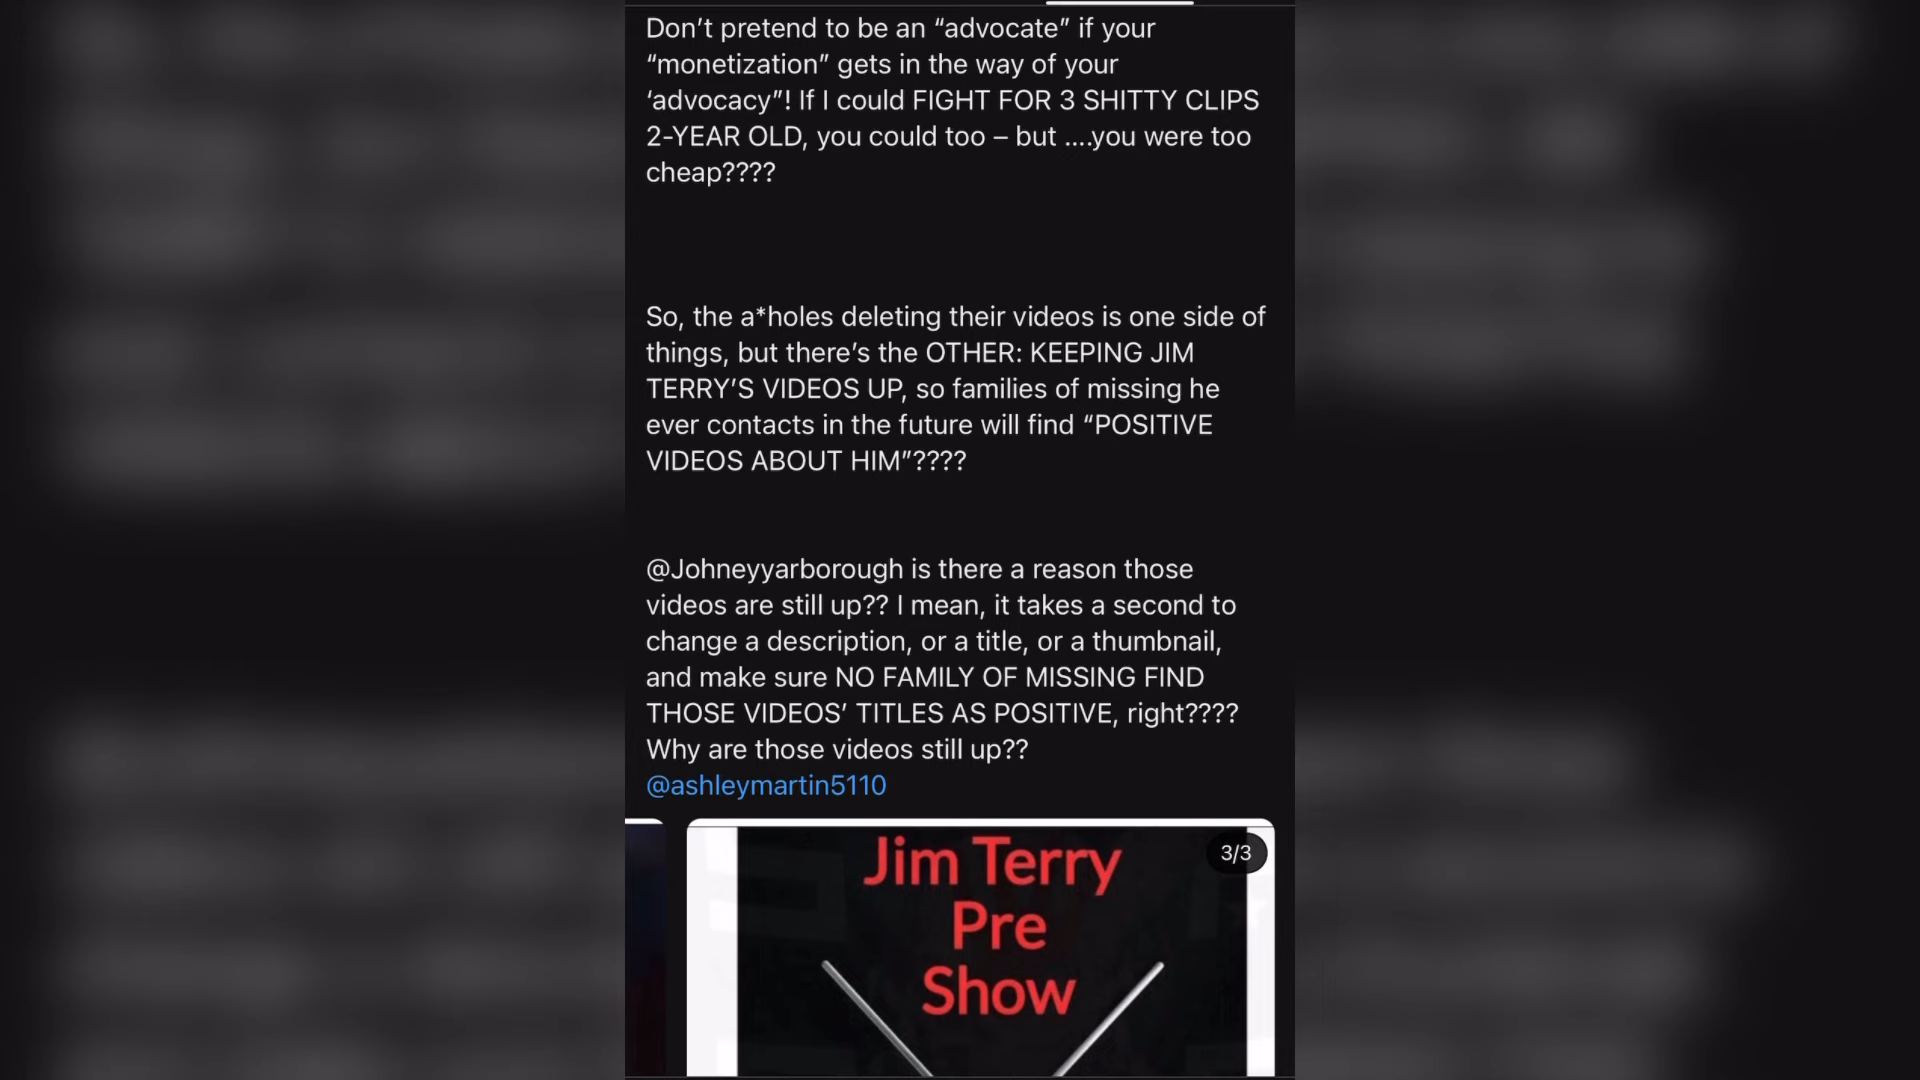 Don’t pretend to be an “advocate” if your
“monetization” gets in the way of your
‘advocacy”! If I could FIGHT FOR 3 SHITTY CLIPS
2-YEAR OLD, you could too – but ....you were too
cheap????
So, the a*holes deleting their videos is one side of
things, but there’s the OTHER: KEEPING JIM
TERRY’S VIDEOS UP, so families of missing he
ever contacts in the future will find “POSITIVE
VIDEOS ABOUT HIM”????
@Johneyyarborough is there a reason those
videos are still up?? I mean, it takes a second to
change a description, or a title, or a thumbnail,
and make sure NO FAMILY OF MISSING FIND
THOSE VIDEOS’ TITLES AS POSITIVE, right????
Why are those videos still up??
@ashleymartin5110
Jim Terry
3/3
Pre
Show